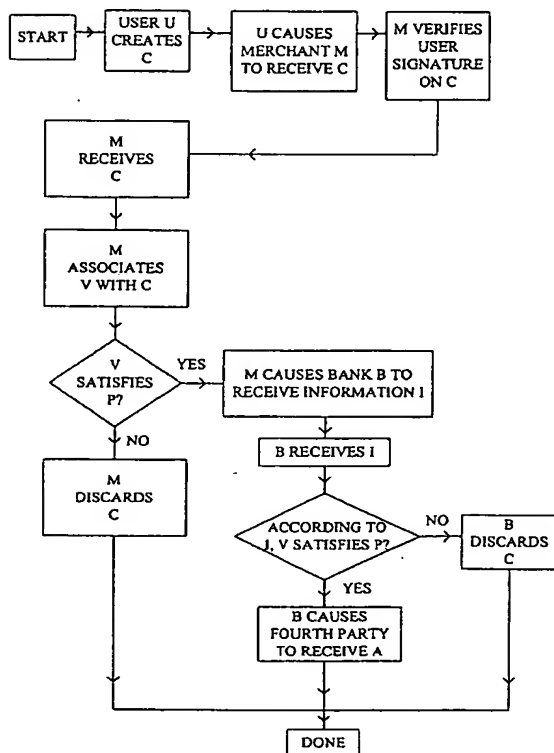 START
USER U
CREATES
C
U CAUSES
MERCHANT M
TO RECEIVE C
M VERIFIES
USER
SIGNATURE
ON C
M
RECEIVES
C
M
ASSOCIATES
V WITH C
V
SATISFIES
P?
YES
M CAUSES BANK B TO
RECEIVE INFORMATION I
NO
B RECEIVES I
M
DISCARDS
C
ACCORDING TO
I, V SATISFIES P?
NO
B
DISCARDS
C
YES
B CAUSES
FOURTH PARTY
TO RECEIVE A
DONE